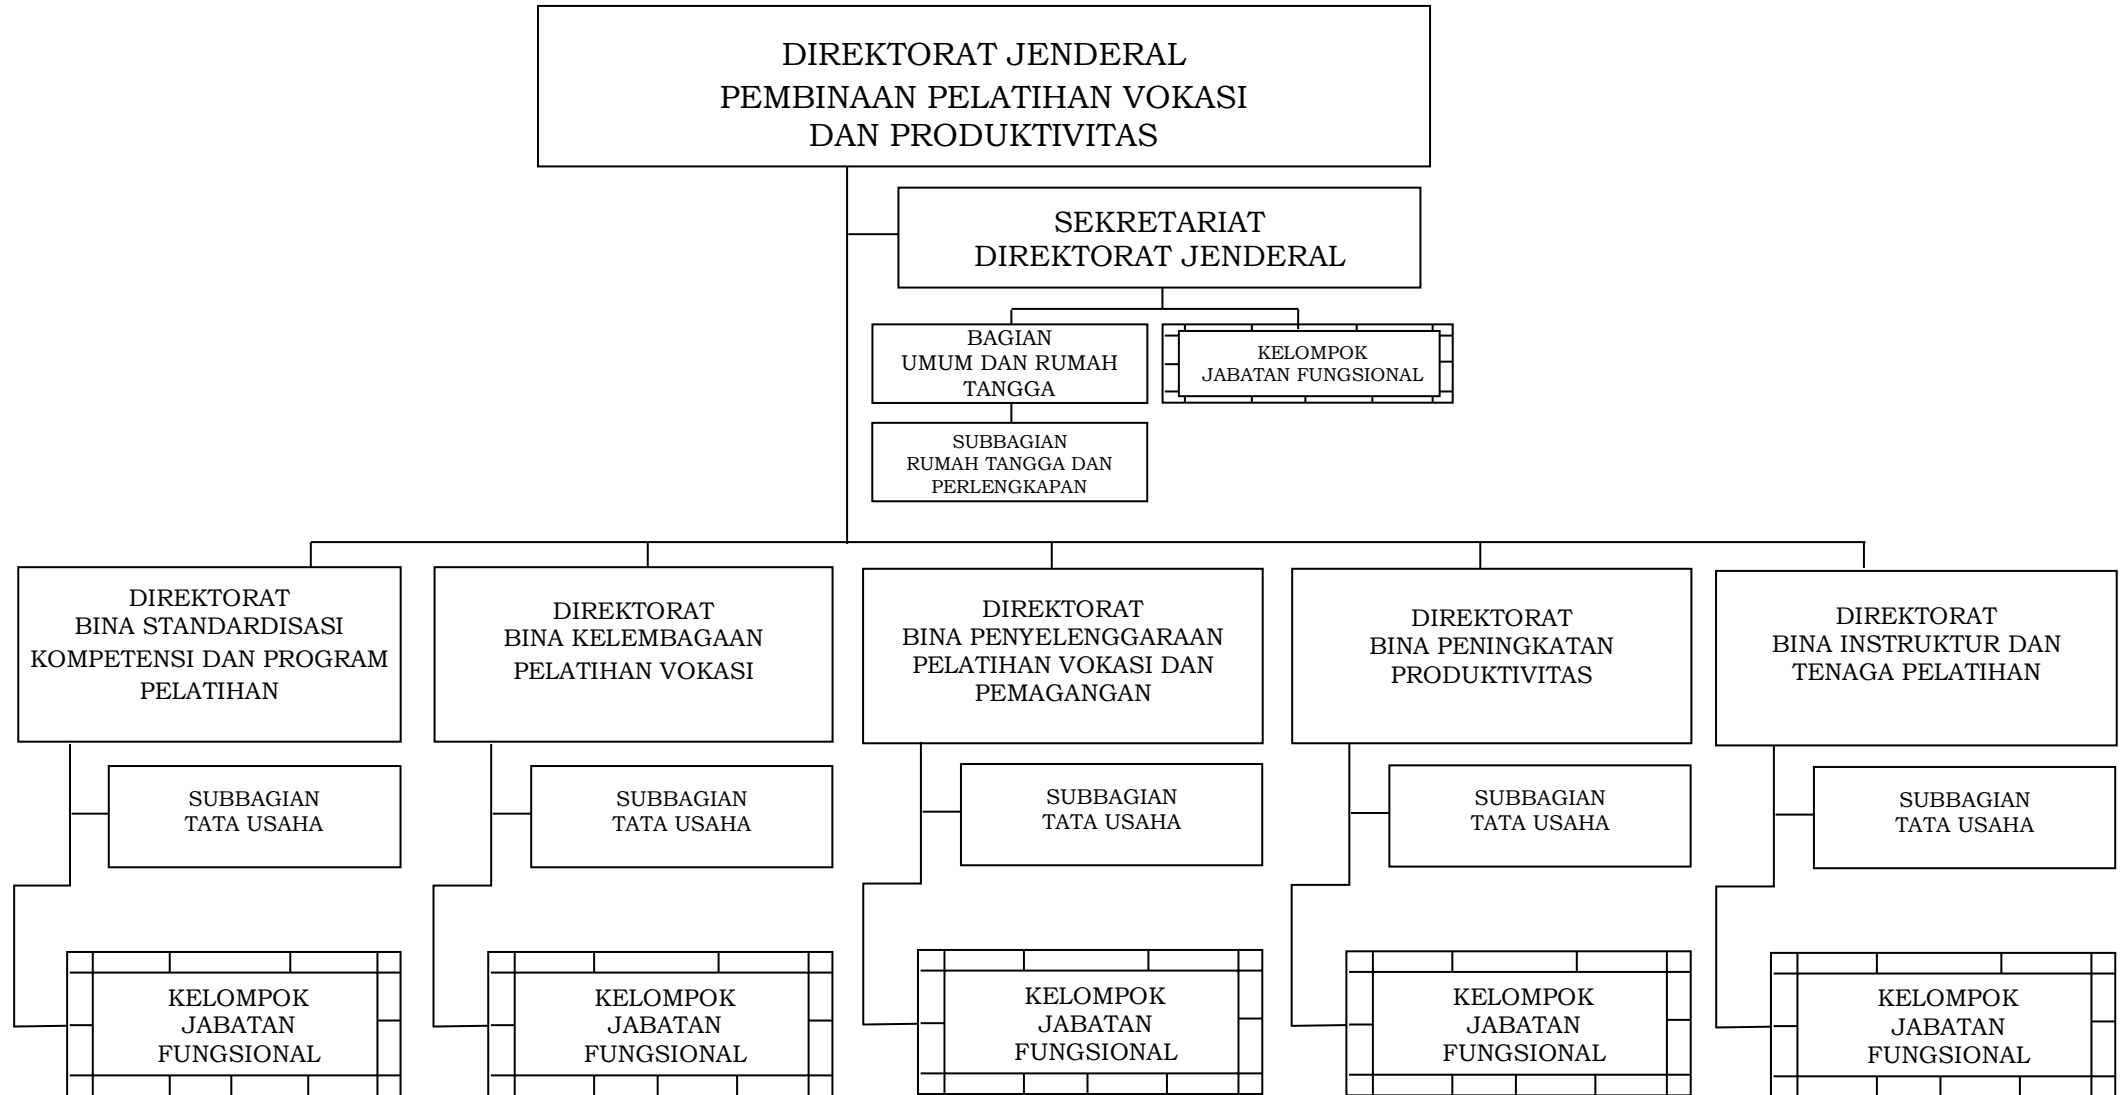 DIREKTORAT JENDERAL
PEMBINAAN PELATIHAN VOKASI
DAN PRODUKTIVITAS
SEKRETARIAT
DIREKTORAT JENDERAL
BAGIAN
UMUM DAN RUMAH
TANGGA
KELOMPOK
JABATAN FUNGSIONAL
SUBBAGIAN
RUMAH TANGGA DAN
PERLENGKAPAN
DIREKTORAT
BINA STANDARDISASI
KOMPETENSI DAN PROGRAM
PELATIHAN
DIREKTORAT
BINA KELEMBAGAAN
PELATIHAN VOKASI
DIREKTORAT
BINA PENYELENGGARAAN
PELATIHAN VOKASI DAN
PEMAGANGAN
DIREKTORAT
BINA PENINGKATAN
PRODUKTIVITAS
DIREKTORAT
BINA INSTRUKTUR DAN
TENAGA PELATIHAN
SUBBAGIAN
TATA USAHA
SUBBAGIAN
TATA USAHA
SUBBAGIAN
TATA USAHA
SUBBAGIAN
TATA USAHA
SUBBAGIAN
TATA USAHA
KELOMPOK
JABATAN
FUNGSIONAL
KELOMPOK
JABATAN
FUNGSIONAL
KELOMPOK
JABATAN
FUNGSIONAL
KELOMPOK
JABATAN
FUNGSIONAL
KELOMPOK
JABATAN
FUNGSIONAL